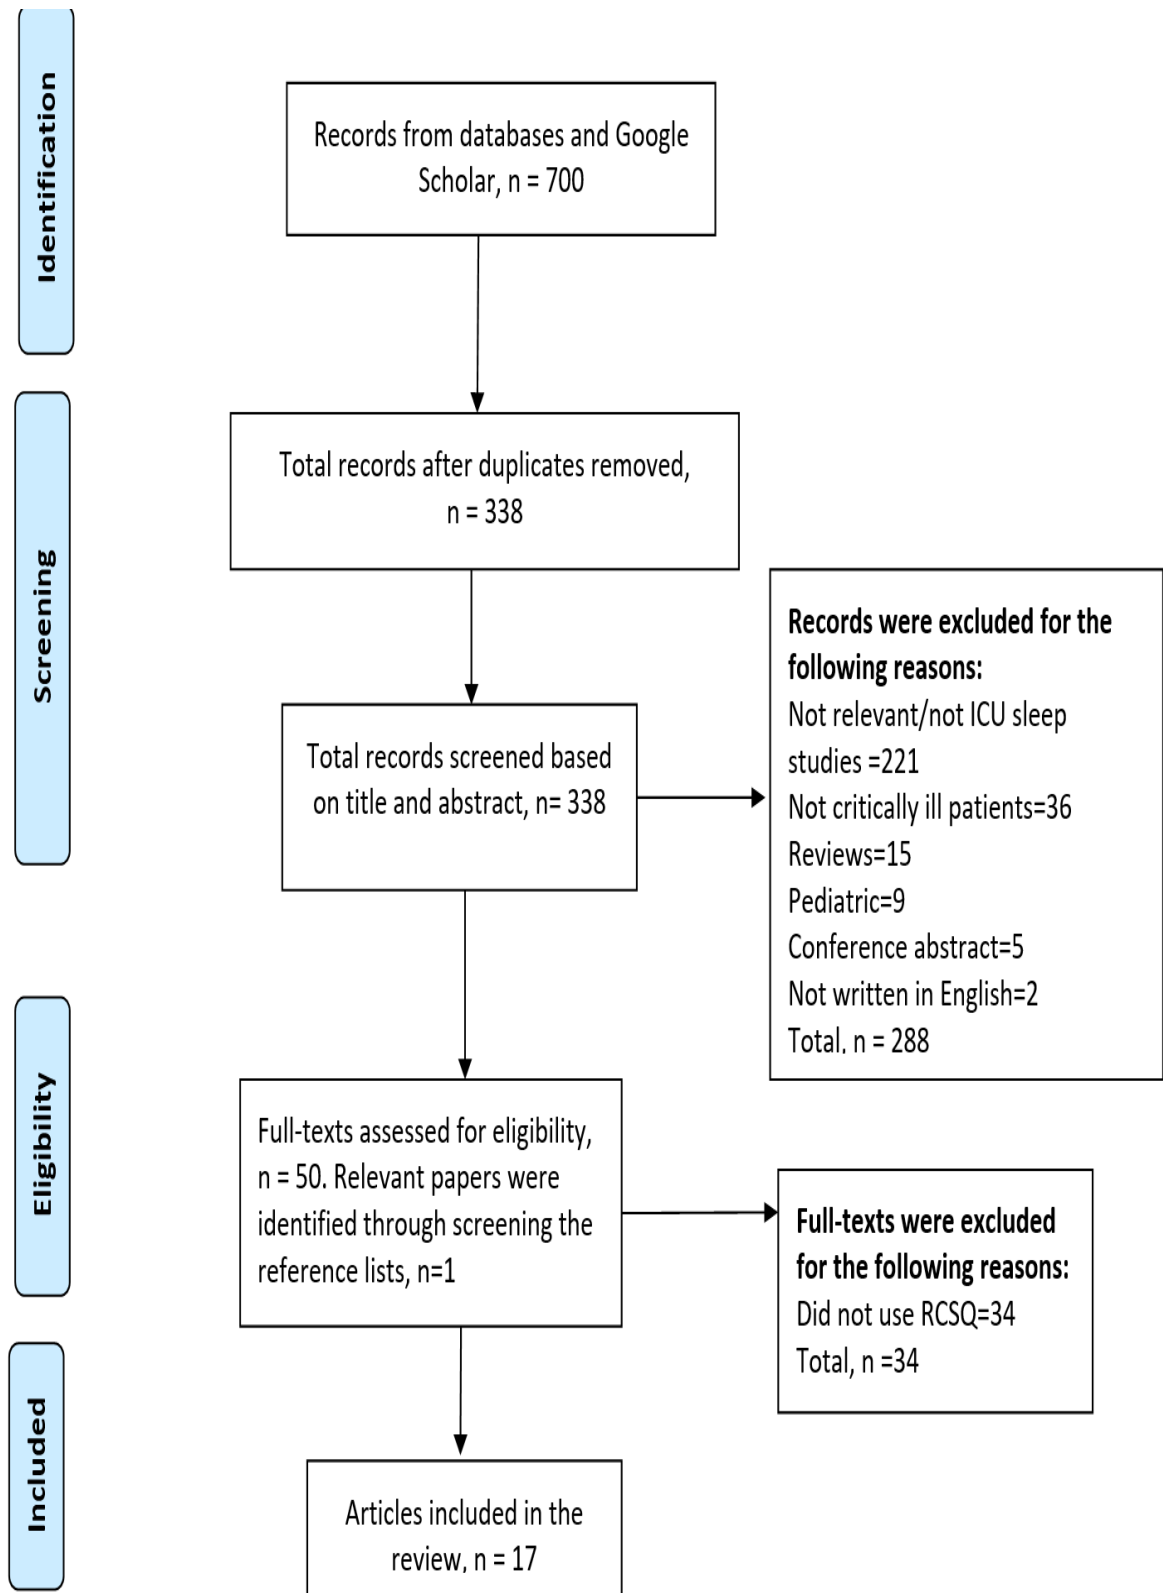 Identification
Records from databases and Google
Scholar, n = 700
Screening
Total records after duplicates removed,
n = 338
Total records screened based
on title and abstract, n= 338
Records were excluded for the
following reasons:
Not relevant/not ICU sleep
studies =221
Not critically ill patients=36
Reviews=15
Pediatric=9
Conference abstract=5
Not written in English=2
Total, n = 288
Eligibility
Full-texts assessed for eligibility,
n = 50. Relevant papers were
identified through screening the
reference lists, n=1
Full-texts were excluded
for the following reasons:
Did not use RCSQ=34
Total, n =34
Included
Articles included in the
review, n = 17